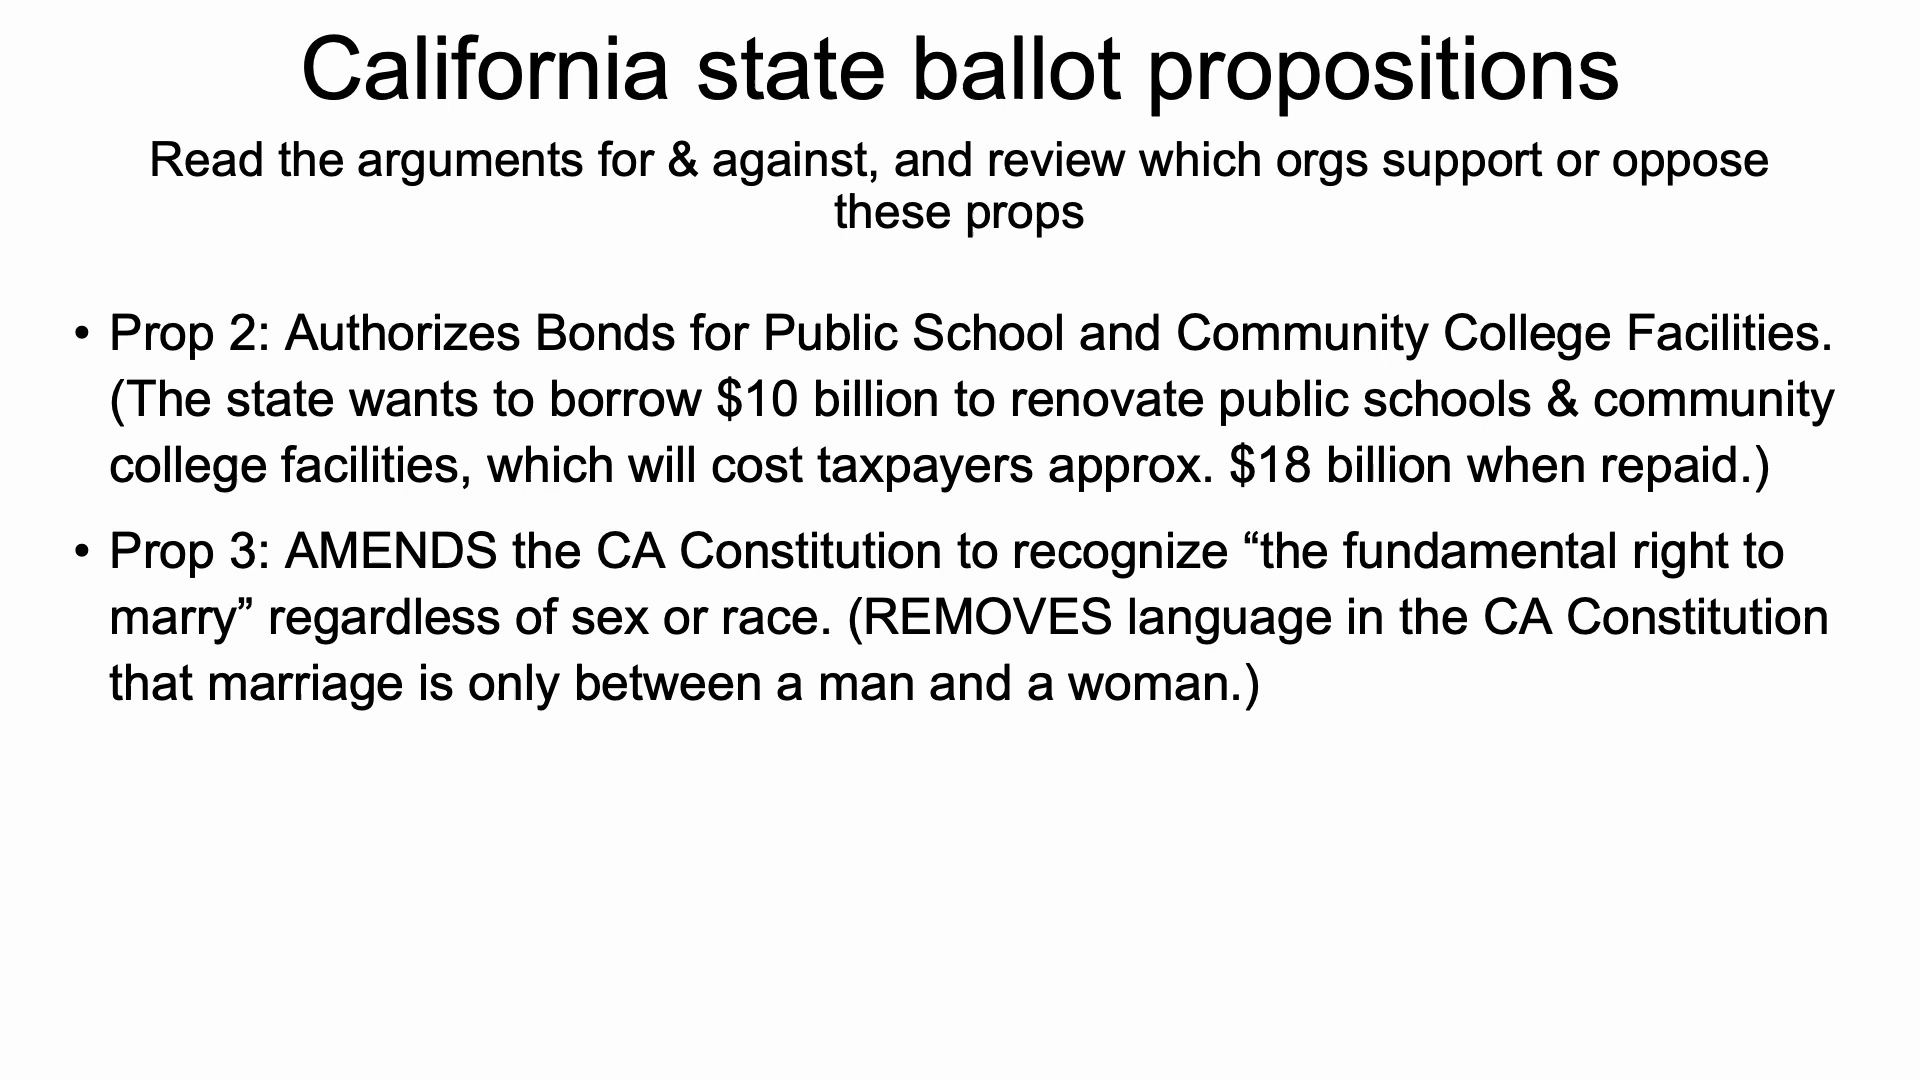 California state ballot propositions
Read the arguments for & against, and review which orgs support or oppose
these props
• Prop 2: Authorizes Bonds for Public School and Community College Facilities.
(The state wants to borrow $10 billion to renovate public schools & community
college facilities, which will cost taxpayers approx. $18 billion when repaid.)
• Prop 3: AMENDS the CA Constitution to recognize “the fundamental right to
marry” regardless of sex or race. (REMOVES language in the CA Constitution
that marriage is only between a man and a woman.)